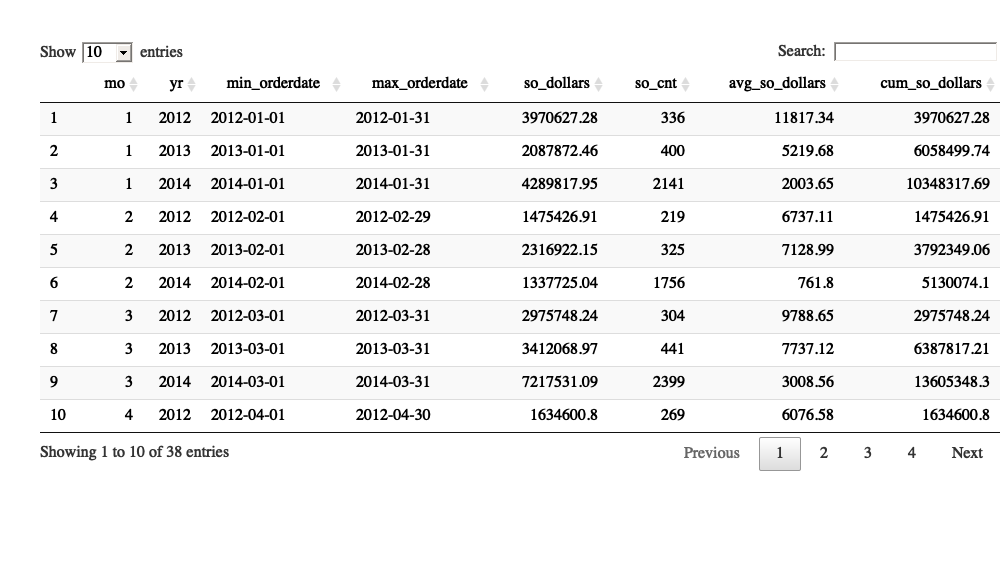 Show 10 entries Search:
mo yr min_orderdate max_orderdate so_dollars so_cnt avg_so_dollars cum_so_dollars
1 1 2012 2012-01-01 2012-01-31 3970627.28 336 11817.34 3970627.28
2 1 2013 2013-01-01 2013-01-31 2087872.46 400 5219.68 6058499.74
3 1 2014 2014-01-01 2014-01-31 4289817.95 2141 2003.65 10348317.69
4 2 2012 2012-02-01 2012-02-29 1475426.91 219 6737.11 1475426.91
5 2 2013 2013-02-01 2013-02-28 2316922.15 325 7128.99 3792349.06
6 2 2014 2014-02-01 2014-02-28 1337725.04 1756 761.8 5130074.1
7 3 2012 2012-03-01 2012-03-31 2975748.24 304 9788.65 2975748.24
8 3 2013 2013-03-01 2013-03-31 3412068.97 441 7737.12 6387817.21
9 3 2014 2014-03-01 2014-03-31 7217531.09 2399 3008.56 13605348.3
10 4 2012 2012-04-01 2012-04-30 1634600.8 269 6076.58 1634600.8
Showing 1 to 10 of 38 entries Previous 1 2 3 4 Next